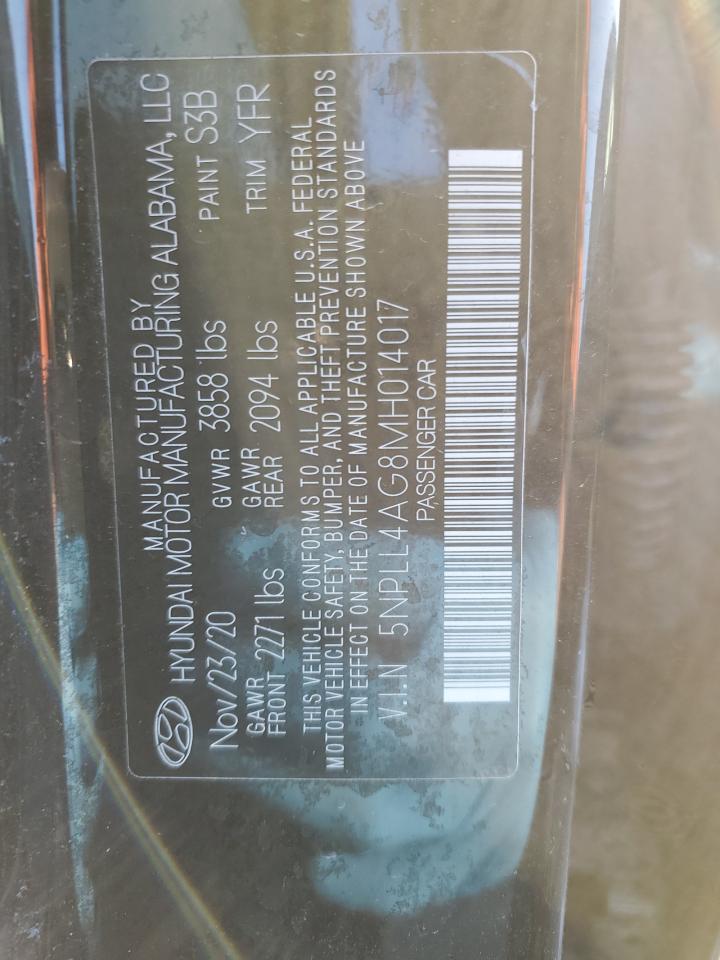 MANUFACTURED BY
HYUNDAI MOTOR MANUFACTURING ALABAMA, LLC
Nov/23/20 GVWR 3858 lbs PAINT S3B
GAWR FRONT 2271 lbs GAWR REAR 2094 lbs TRIM YFR
THIS VEHICLE CONFORMS TO ALL APPLICABLE U.S.A. FEDERAL
MOTOR VEHICLE SAFETY, BUMPER, AND THEFT PREVENTION STANDARDS
IN EFFECT ON THE DATE OF MANUFACTURE SHOWN ABOVE
V.I.N 5NPLL4AG8MH014017
PASSENGER CAR